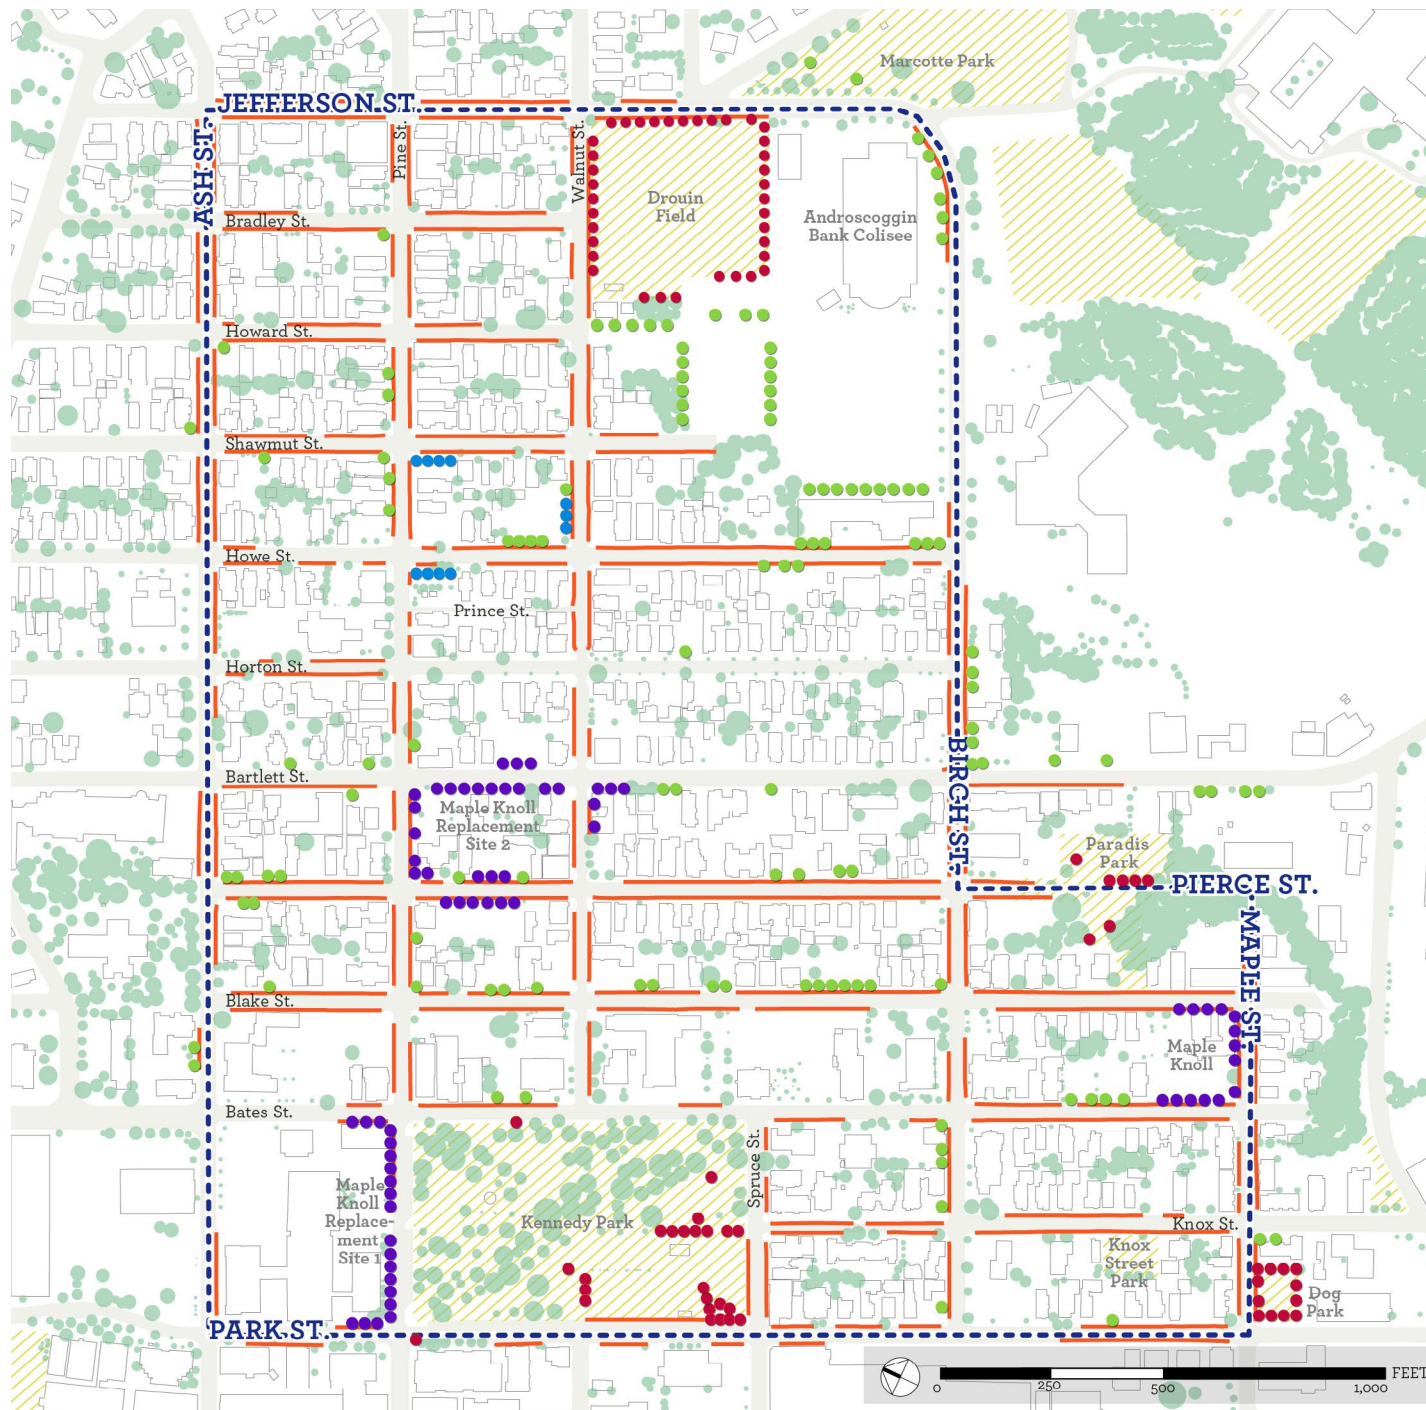 Marcotte Park
JEFFERSON ST.
ASH ST.
Pine St.
Walnut St.
Drouin
Field
Androscoggin
Bank Colisee
Bradley St.
Howard St.
Shawmut St.
Howe St.
Prince St.
Horton St.
BIRCH ST.
Bartlett St.
Maple Knoll
Replacement
Site 2
Paradis
Park
PIERCE ST.
MAPLE ST.
Blake St.
Maple
Knoll
Bates St.
Spruce St.
Maple
Knoll
Replace-
ment
Site 1
Kennedy Park
Knox St.
Knox
Street
Park
Dog
Park
PARK ST.
0 250 500 1,000 FEET